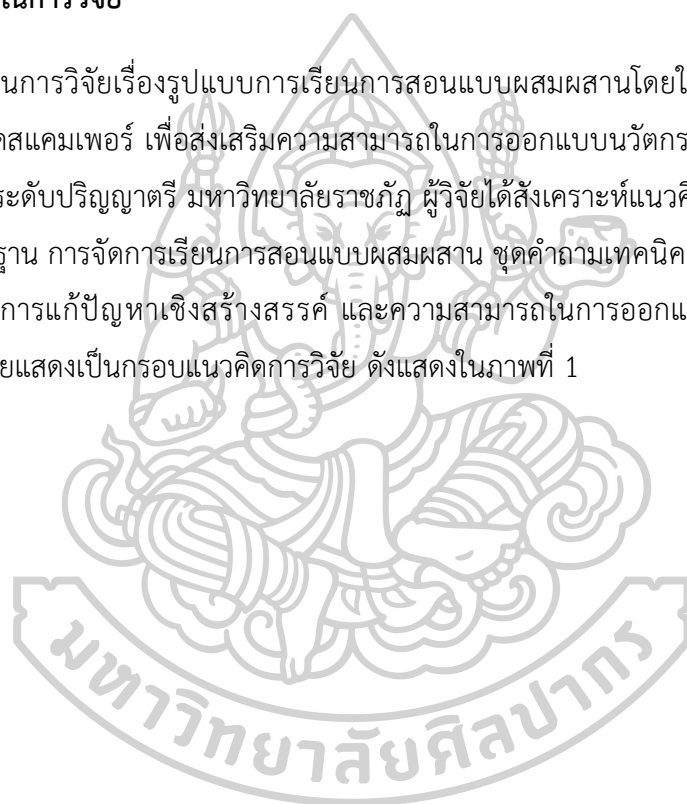 ในการวิจัย
นการวิจัยเรื่องรูปแบบการเรียนการสอนแบบผสมผสานโดยใ
คสแคมเพอร์ เพื่อส่งเสริมความสามารถในการออกแบบนวัตกร
ระดับปริญญาตรี มหาวิทยาลัยราชภัฏ ผู้วิจัยได้สังเคราะห์แนวคิ
ฐาน การจัดการเรียนการสอนแบบผสมผสาน ชุดคำถามเทคนิค
การแก้ปัญหาเชิงสร้างสรรค์ และความสามารถในการออกแ
ยแสดงเป็นกรอบแนวคิดการวิจัย ดังแสดงในภาพที่ 1
มหาวิทยาลัยศิลปากร